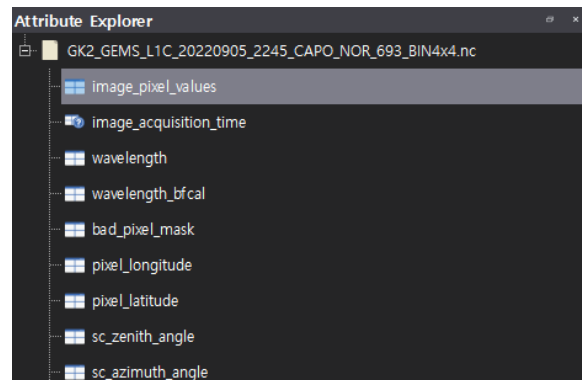 Attribute Explorer
GK2_GEMS_L1C_20220905_2245_CAPO_NOR_693_BIN4x4.nc
image_pixel_values
image_acquisition_time
wavelength
wavelength_bfcal
bad_pixel_mask
pixel_longitude
pixel_latitude
sc_zenith_angle
sc_azimuth_angle